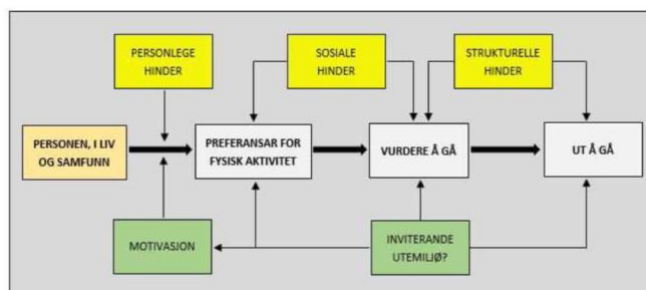 PERSONLEGE
HINDER
SOSIALE
HINDER
STRUKTURELLE
HINDER
PERSONEN, I LIV
OG SAMFUNN
PREFERANSAR FOR
FYSISK AKTIVITET
VURDERE Å GÅ
UT Å GÅ
MOTIVASJON
INVITERANDE
UTEMILJØ?